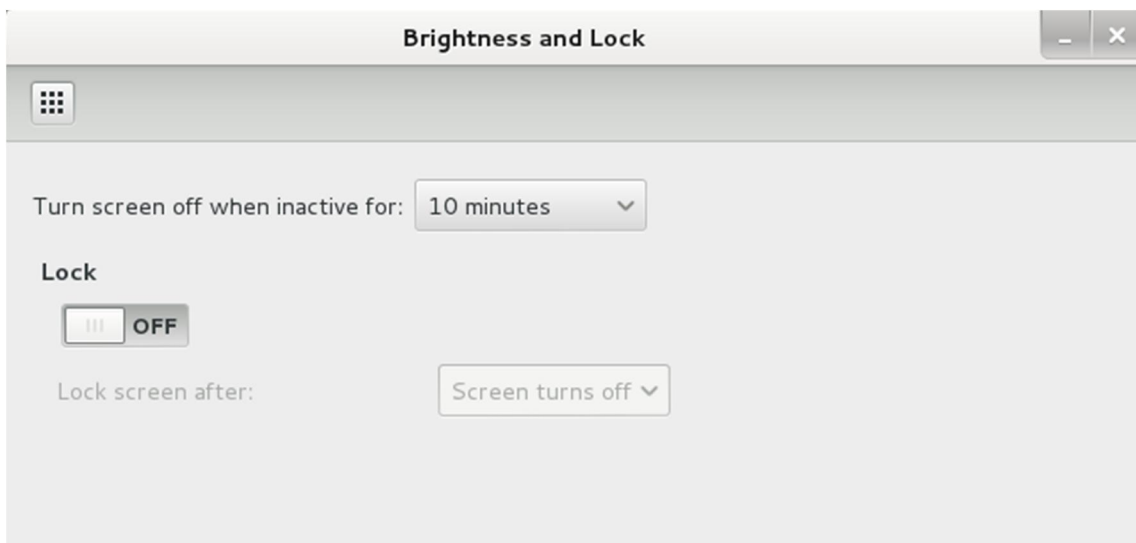 Brightness and Lock
Turn screen off when inactive for: 10 minutes
Lock
OFF
Lock screen after: Screen turns off